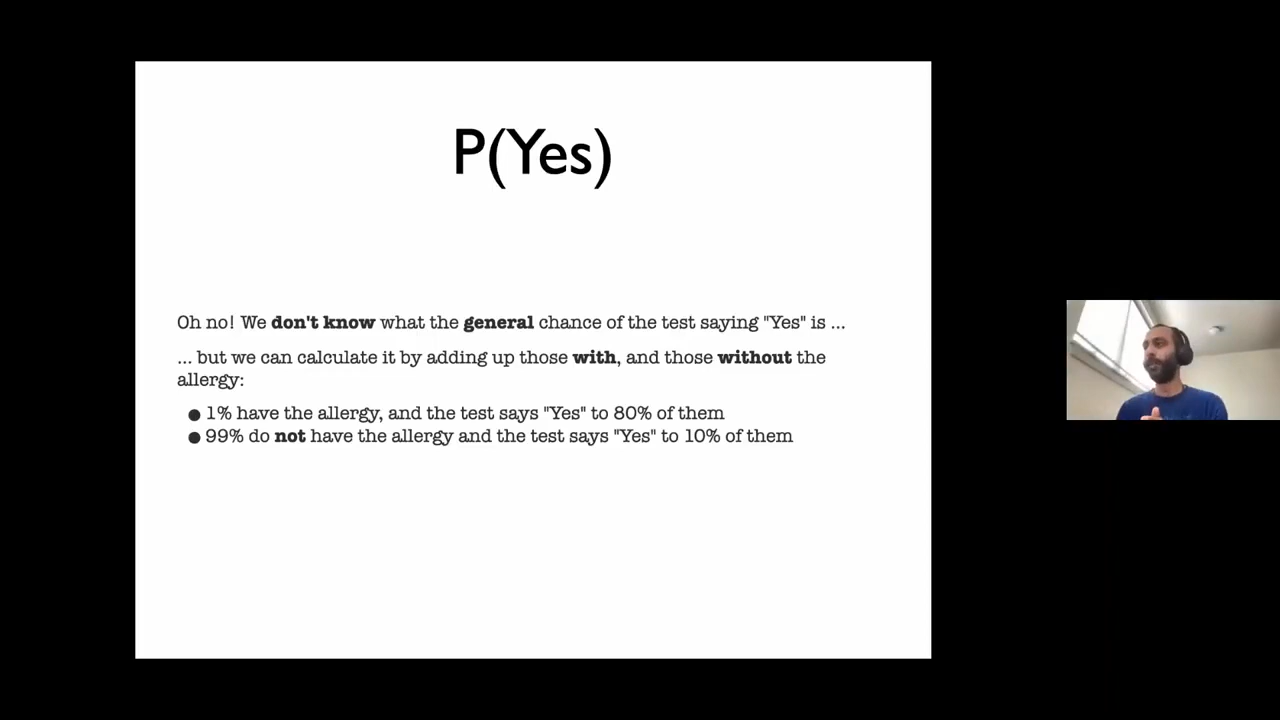 P(Yes)
Oh no! We don't know what the general chance of the test saying "Yes" is ...
... but we can calculate it by adding up those with, and those without the
allergy:
● 1% have the allergy, and the test says "Yes" to 80% of them
● 99% do not have the allergy and the test says "Yes" to 10% of them